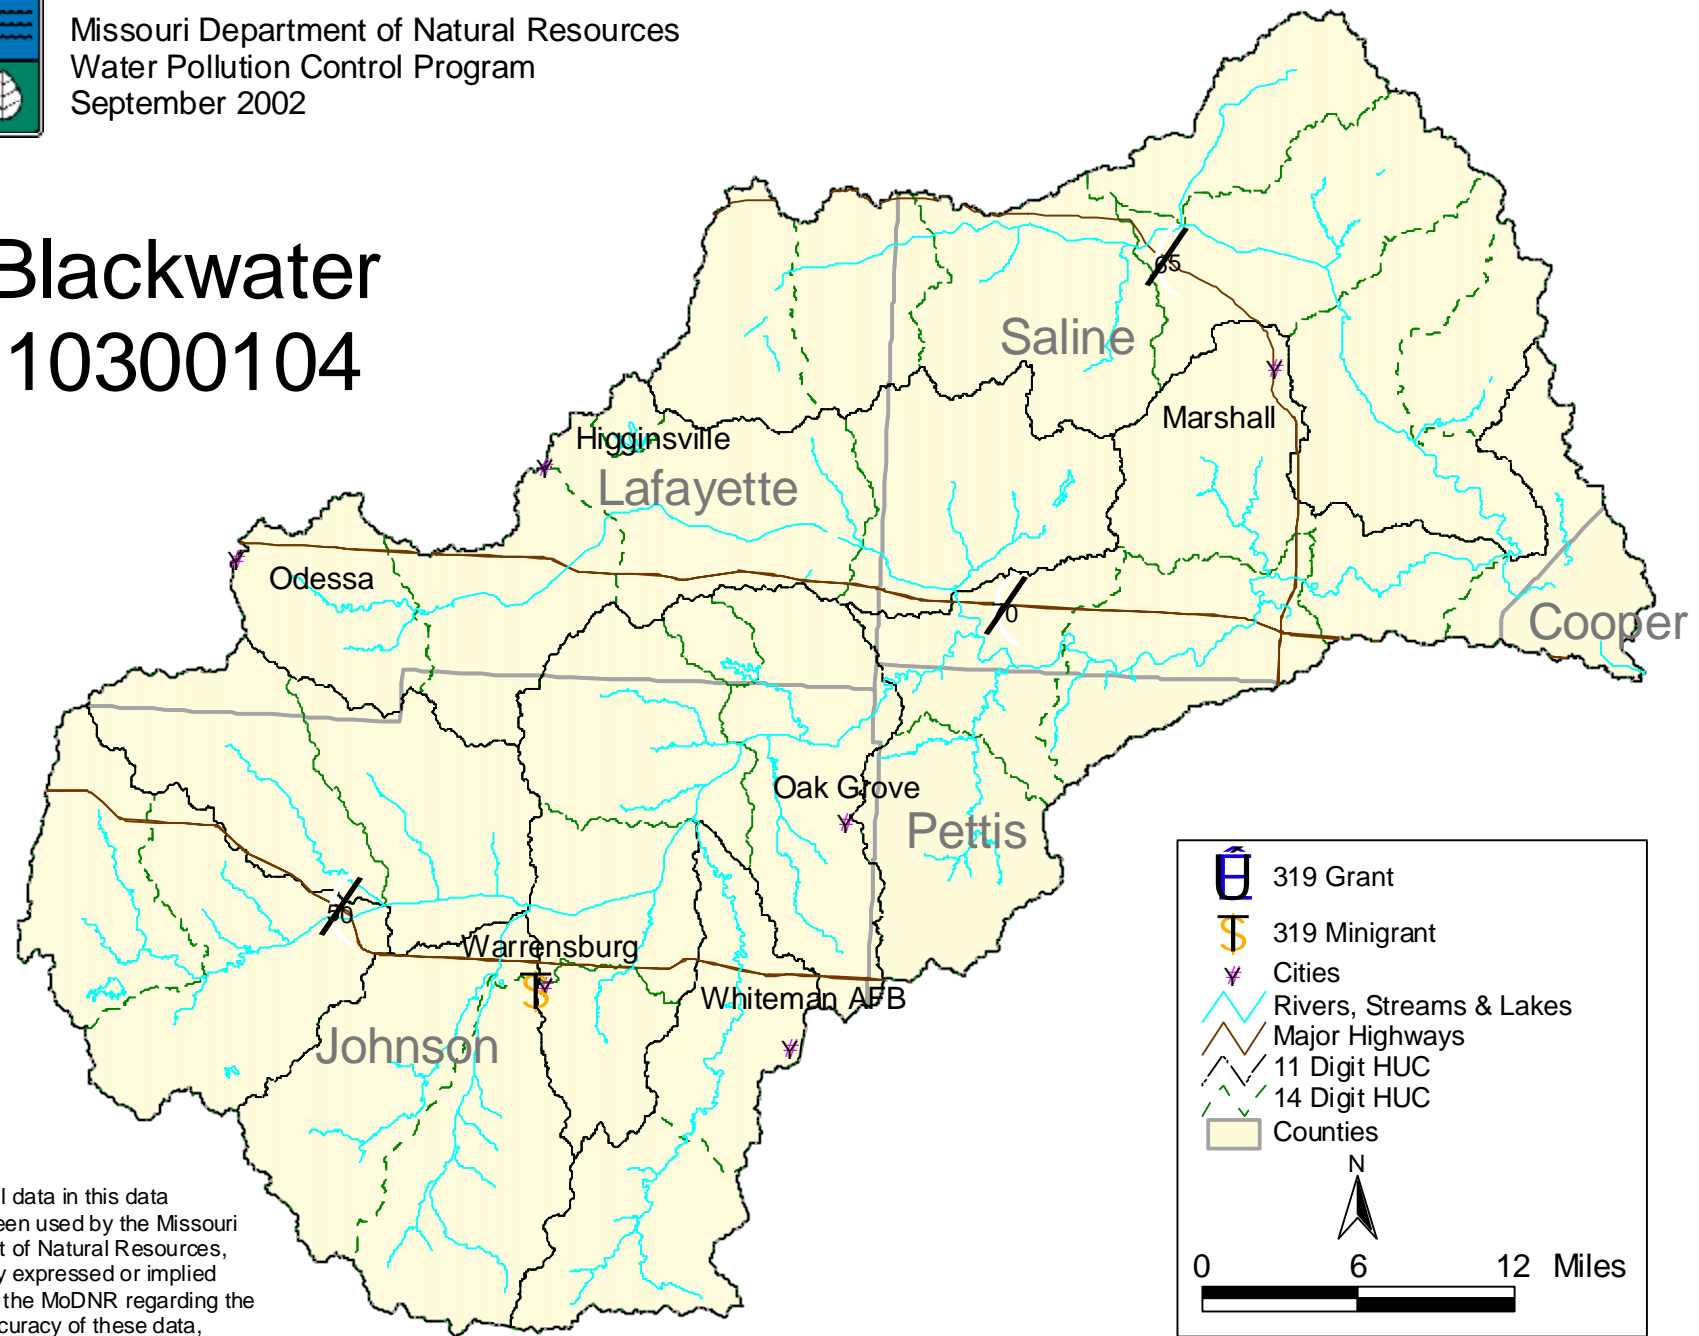 Missouri Department of Natural Resources
Water Pollution Control Program
September 2002
Blackwater
10300104
Saline
65
Marshall
Higginsville
Lafayette
Odessa
0
Cooper
Oak Grove
Pettis
50
Warrensburg
Whiteman AFB
Johnson
319 Grant
319 Minigrant
Cities
Rivers, Streams & Lakes
Major Highways
11 Digit HUC
14 Digit HUC
Counties
N
0 6 12 Miles
l data in this data
een used by the Missouri
t of Natural Resources,
y expressed or implied
the MoDNR regarding the
curacy of these data,